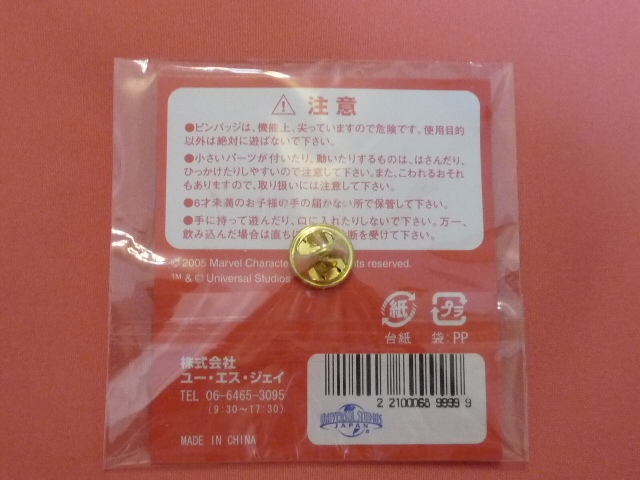 注意
●ピンバッジは、機能上、尖っていますので危険です。使用目的
以外は絶対に遊ばないで下さい。
●小さいパーツが付いたり、動いたりするものは、はさんだり、
ひっかけたりしやすいので注意して下さい。また、こわれるおそれ
もありますので、取り扱いには注意して下さい。
●6才未満のお子様の手の届かない所で保管して下さい。
●手に持って遊んだり、口に入れたりしないで下さい。万一、
飲み込んだ場合は直ち 断を受けて下さい。
© 2005 Marvel Characte ghts reserved.
™ & © Universal Studios
紙 プラ
台紙 袋:PP
株式会社
ユー・エス・ジェイ
TEL 06-6465-3095
(9:30～17:30)
MADE IN CHINA
2 2100068 9999 9
UNIVERSAL STUDIOS
JAPAN